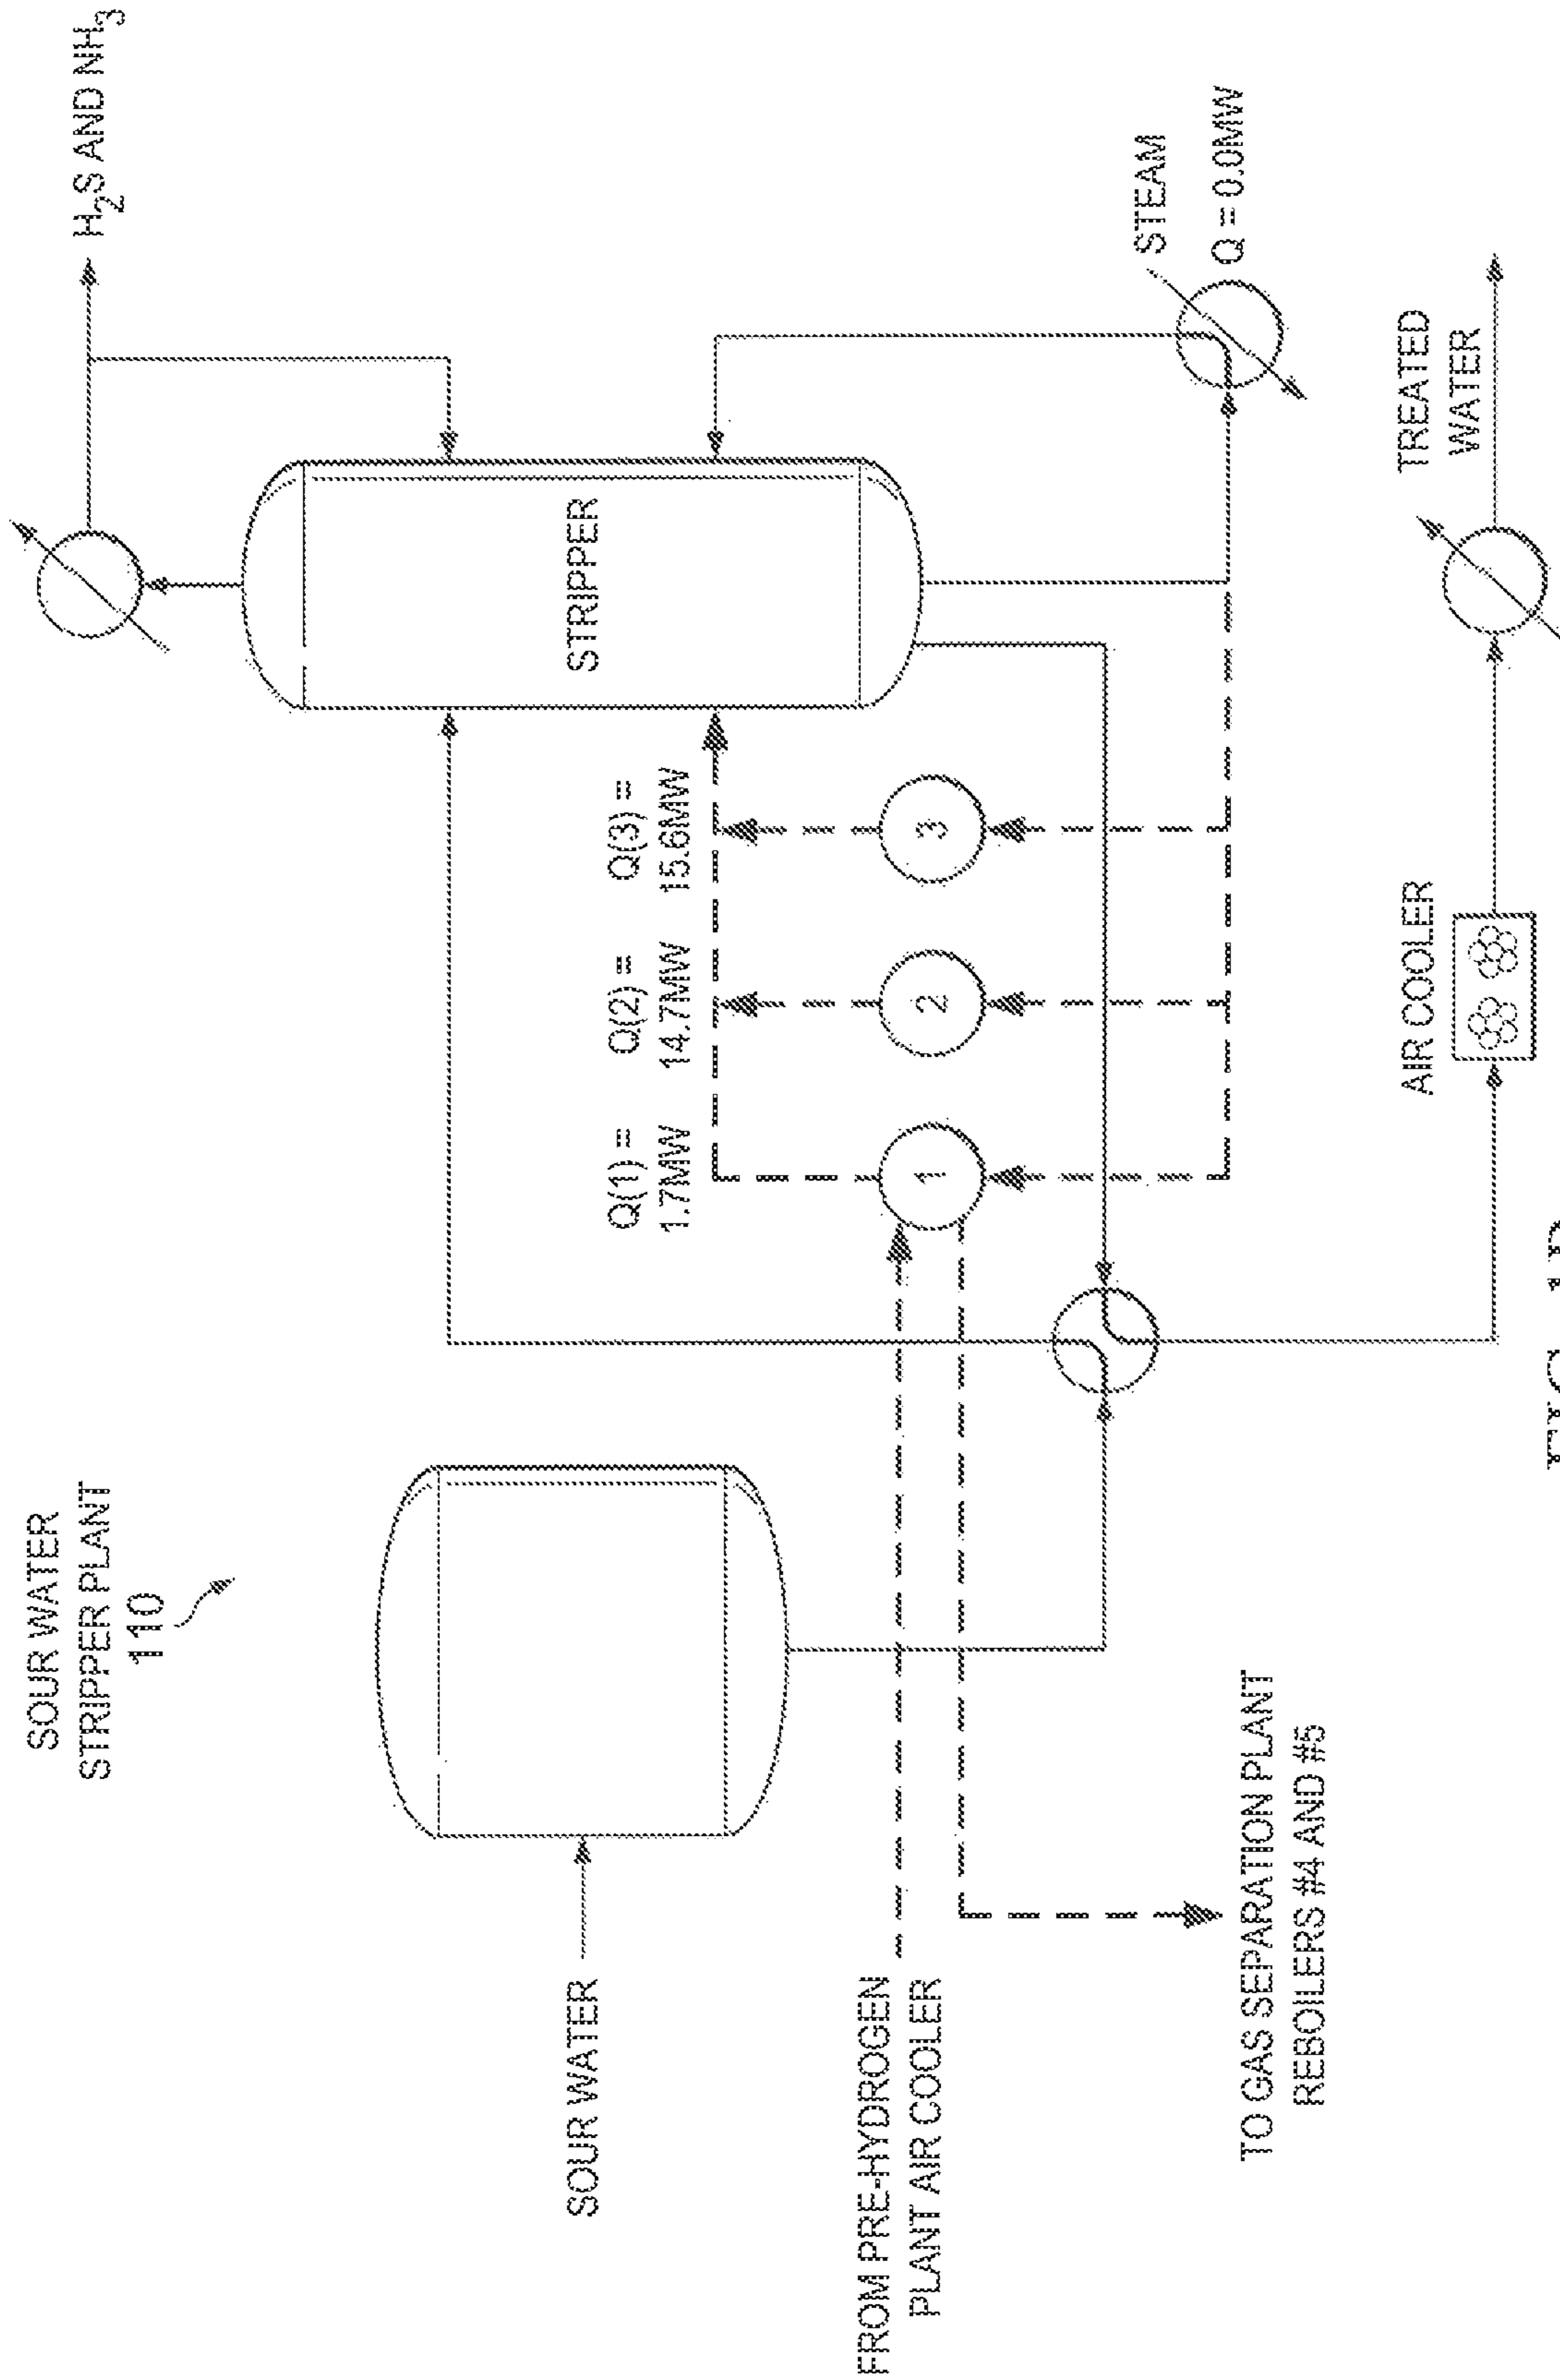 SOUR WATER
STRIPPER PLANT
110
SOUR WATER
FROM PRE-HYDROGEN
PLANT AIR COOLER
TO GAS SEPARATION PLANT
REBOILERS #4 AND #5
Q(1) =
1.7MW
Q(2) =
14.7MW
Q(3) =
15.6MW
1
2
3
STRIPPER
H2S AND NH3
STEAM
Q = 0.0MW
AIR COOLER
TREATED
WATER